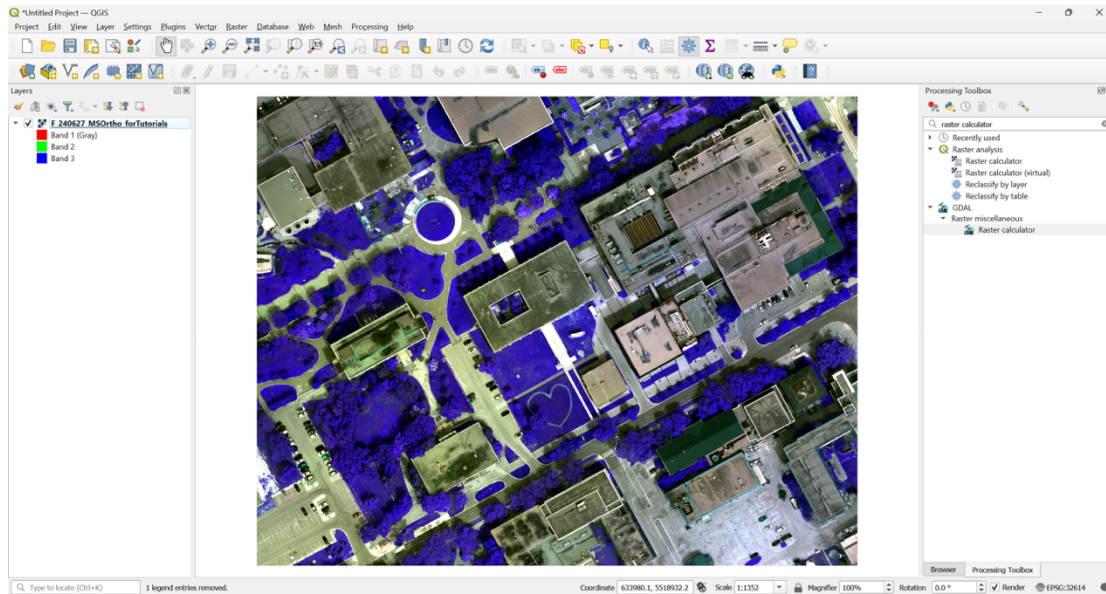 *Untitled Project — QGIS
Project Edit View Layer Settings Plugins Vector Raster Database Web Mesh Processing Help
Layers
F_240627_MSOrtho_forTutorials
Band 1 (Gray)
Band 2
Band 3
Processing Toolbox
raster calculator
Recently used
Raster analysis
Raster calculator
Raster calculator (virtual)
Reclassify by layer
Reclassify by table
GDAL
Raster miscellaneous
Raster calculator
Browser Processing Toolbox
Type to locate (Ctrl+K) 1 legend entries removed. Coordinate 633980.1, 5518932.2 Scale 1:1352 Magnifier 100% Rotation 0.0 ° Render EPSG:32614